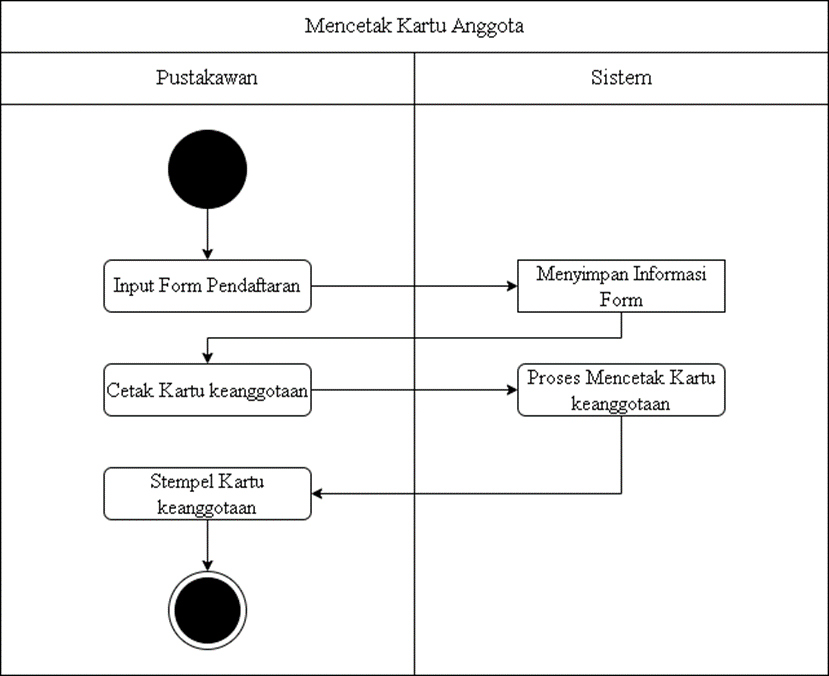 Mencetak Kartu Anggota
Pustakawan
Sistem
Input Form Pendaftaran
Menyimpan Informasi
Form
Cetak Kartu keanggotaan
Proses Mencetak Kartu
keanggotaan
Stempel Kartu
keanggotaan